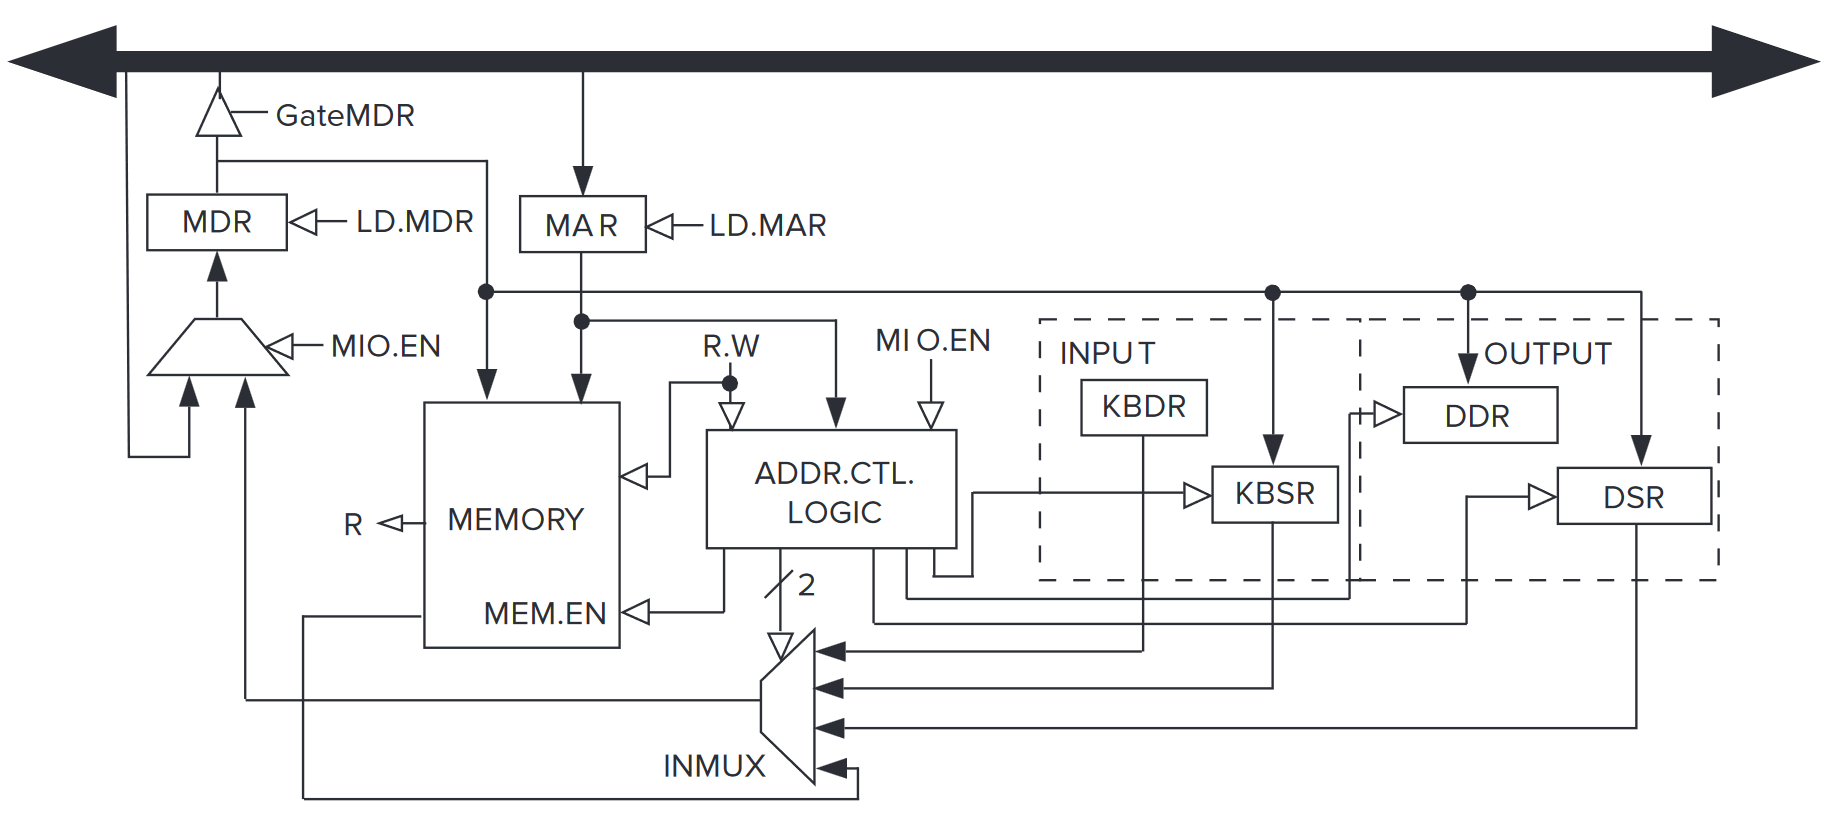 GateMDR
MDR
LD.MDR
MAR
LD.MAR
MIO.EN
R.W
MIO.EN
INPUT
OUTPUT
KBDR
DDR
ADDR.CTL.
LOGIC
KBSR
DSR
R
MEMORY
2
MEM.EN
INMUX